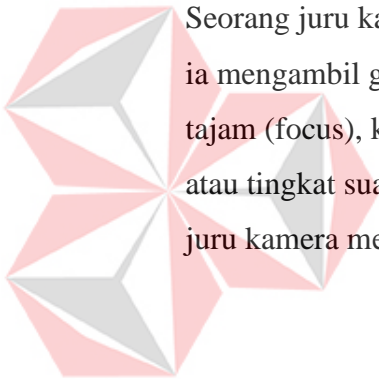 Seorang juru ka
ia mengambil g
tajam (focus), k
atau tingkat sua
juru kamera me